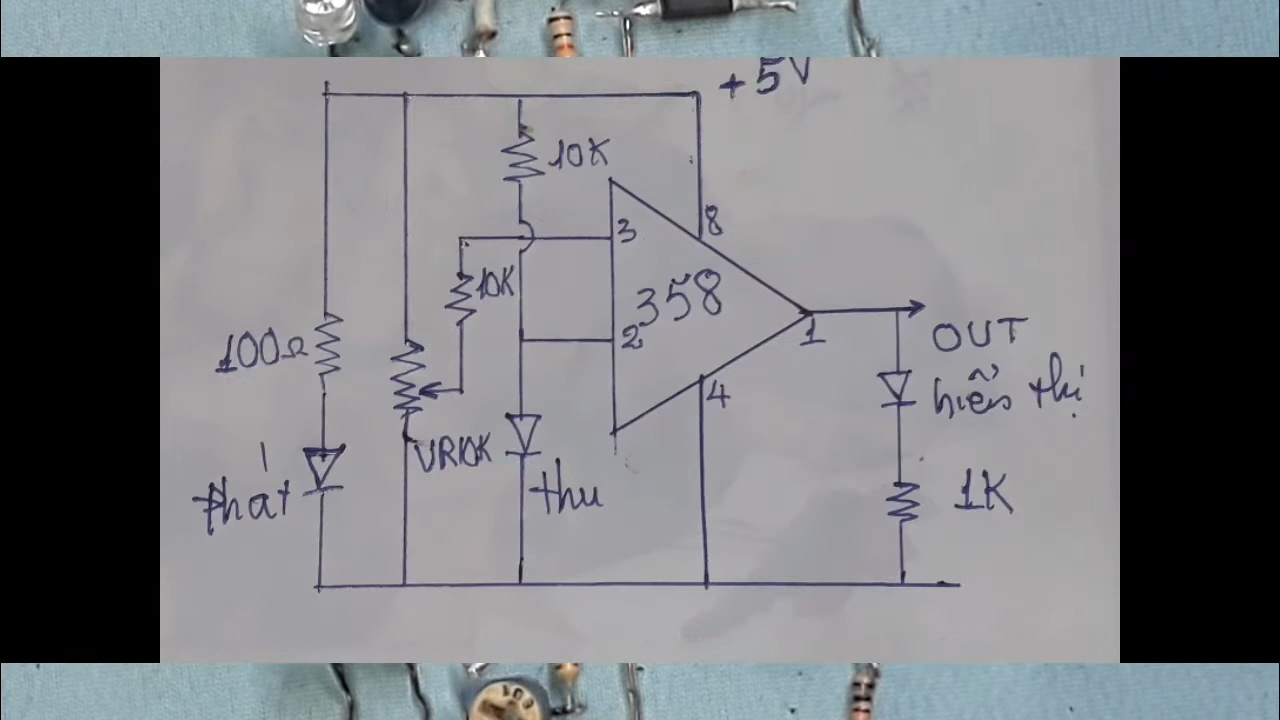 +5V
10K
3
8
10K
358
100Ω
2
1
OUT
hiển thị
4
VR10K
phát
thu
1K